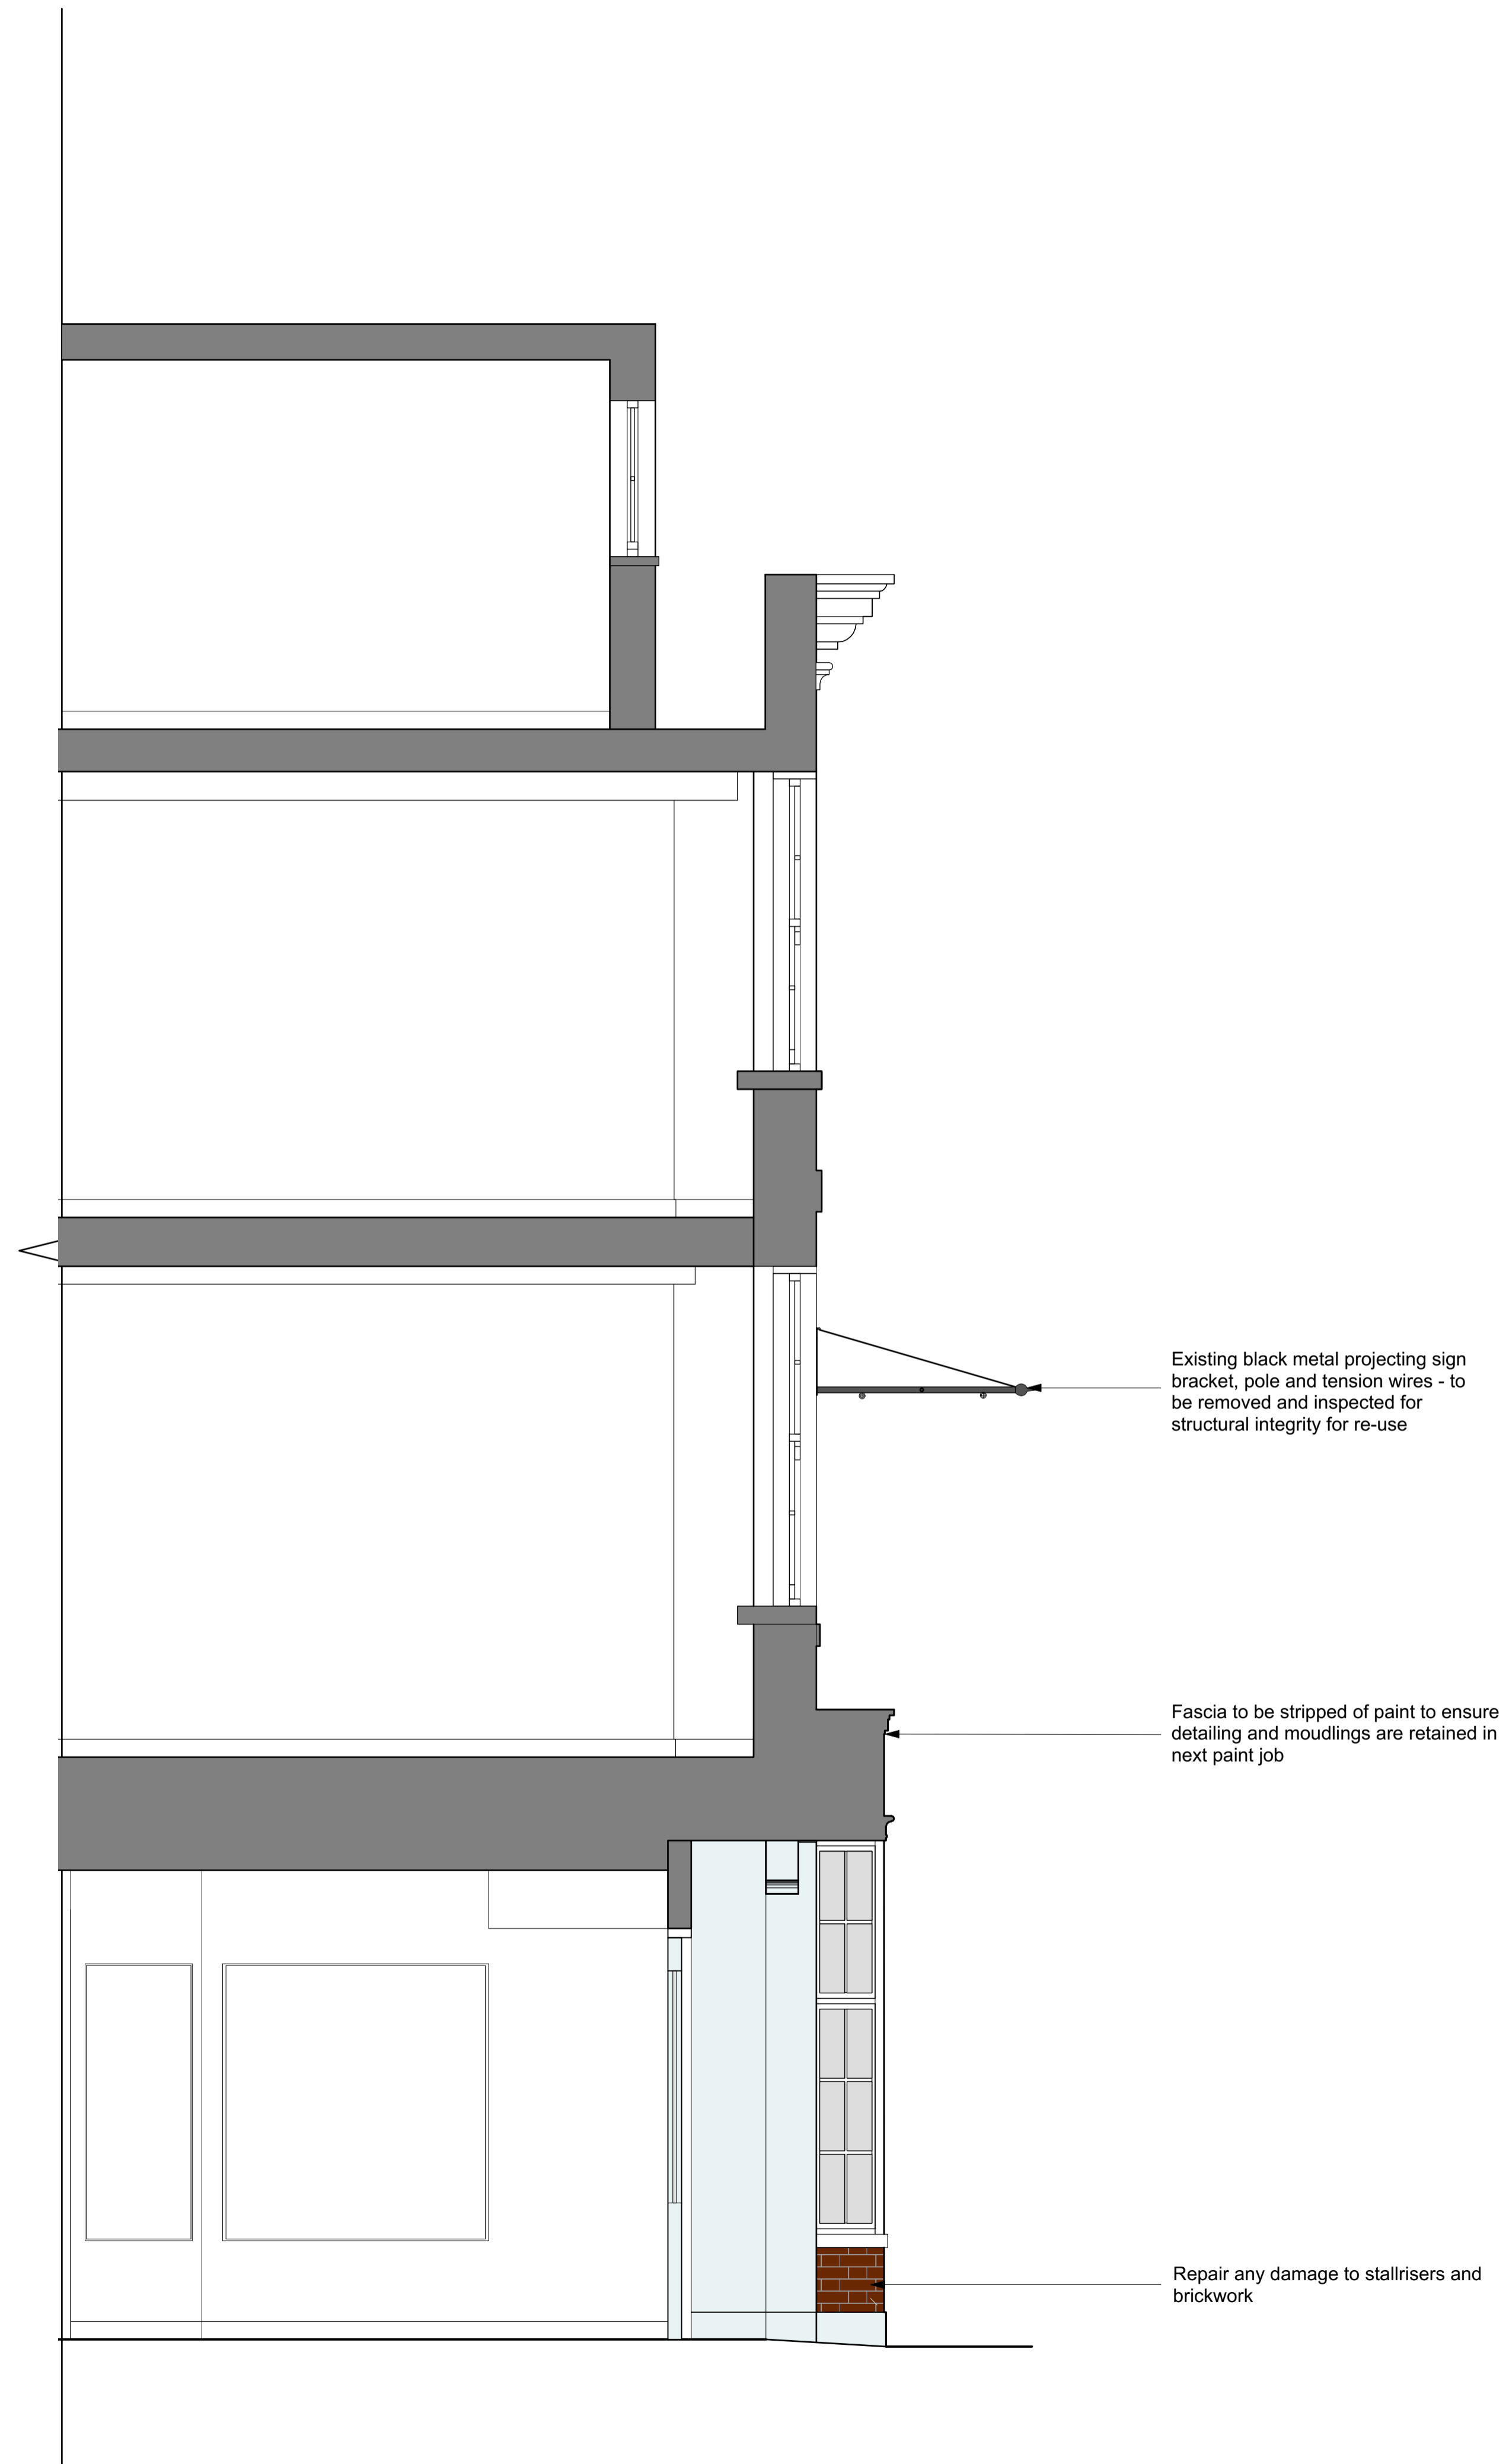 Existing black metal projecting sign
bracket, pole and tension wires - to
be removed and inspected for
structural integrity for re-use
Fascia to be stripped of paint to ensure
detailing and moudlings are retained in
next paint job
Repair any damage to stallrisers and
brickwork